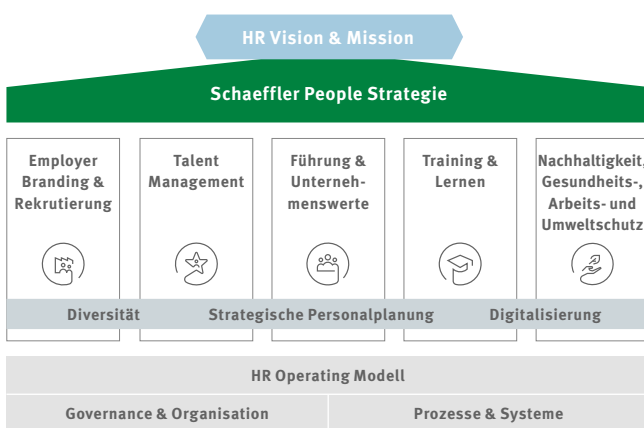 HR Vision & Mission
Schaeffler People Strategie
Employer
Branding &
Rekrutierung
Talent
Management
Führung &
Unterneh-
menswerte
Training &
Lernen
Nachhaltigkeit,
Gesundheits-,
Arbeits- und
Umweltschutz
Diversität
Strategische Personalplanung
Digitalisierung
HR Operating Modell
Governance & Organisation
Prozesse & Systeme